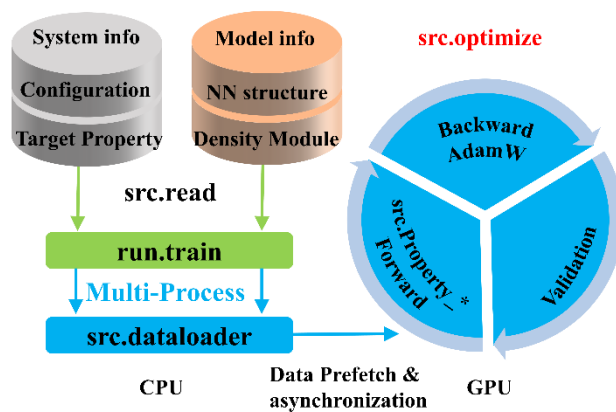 System info
Configuration
Target Property
Model info
NN structure
Density Module
src.optimize
src.read
run.train
Multi-Process
src.dataloader
Backward
AdamW
src.Property_*
Forward
Validation
CPU
Data Prefetch &
asynchronization
GPU